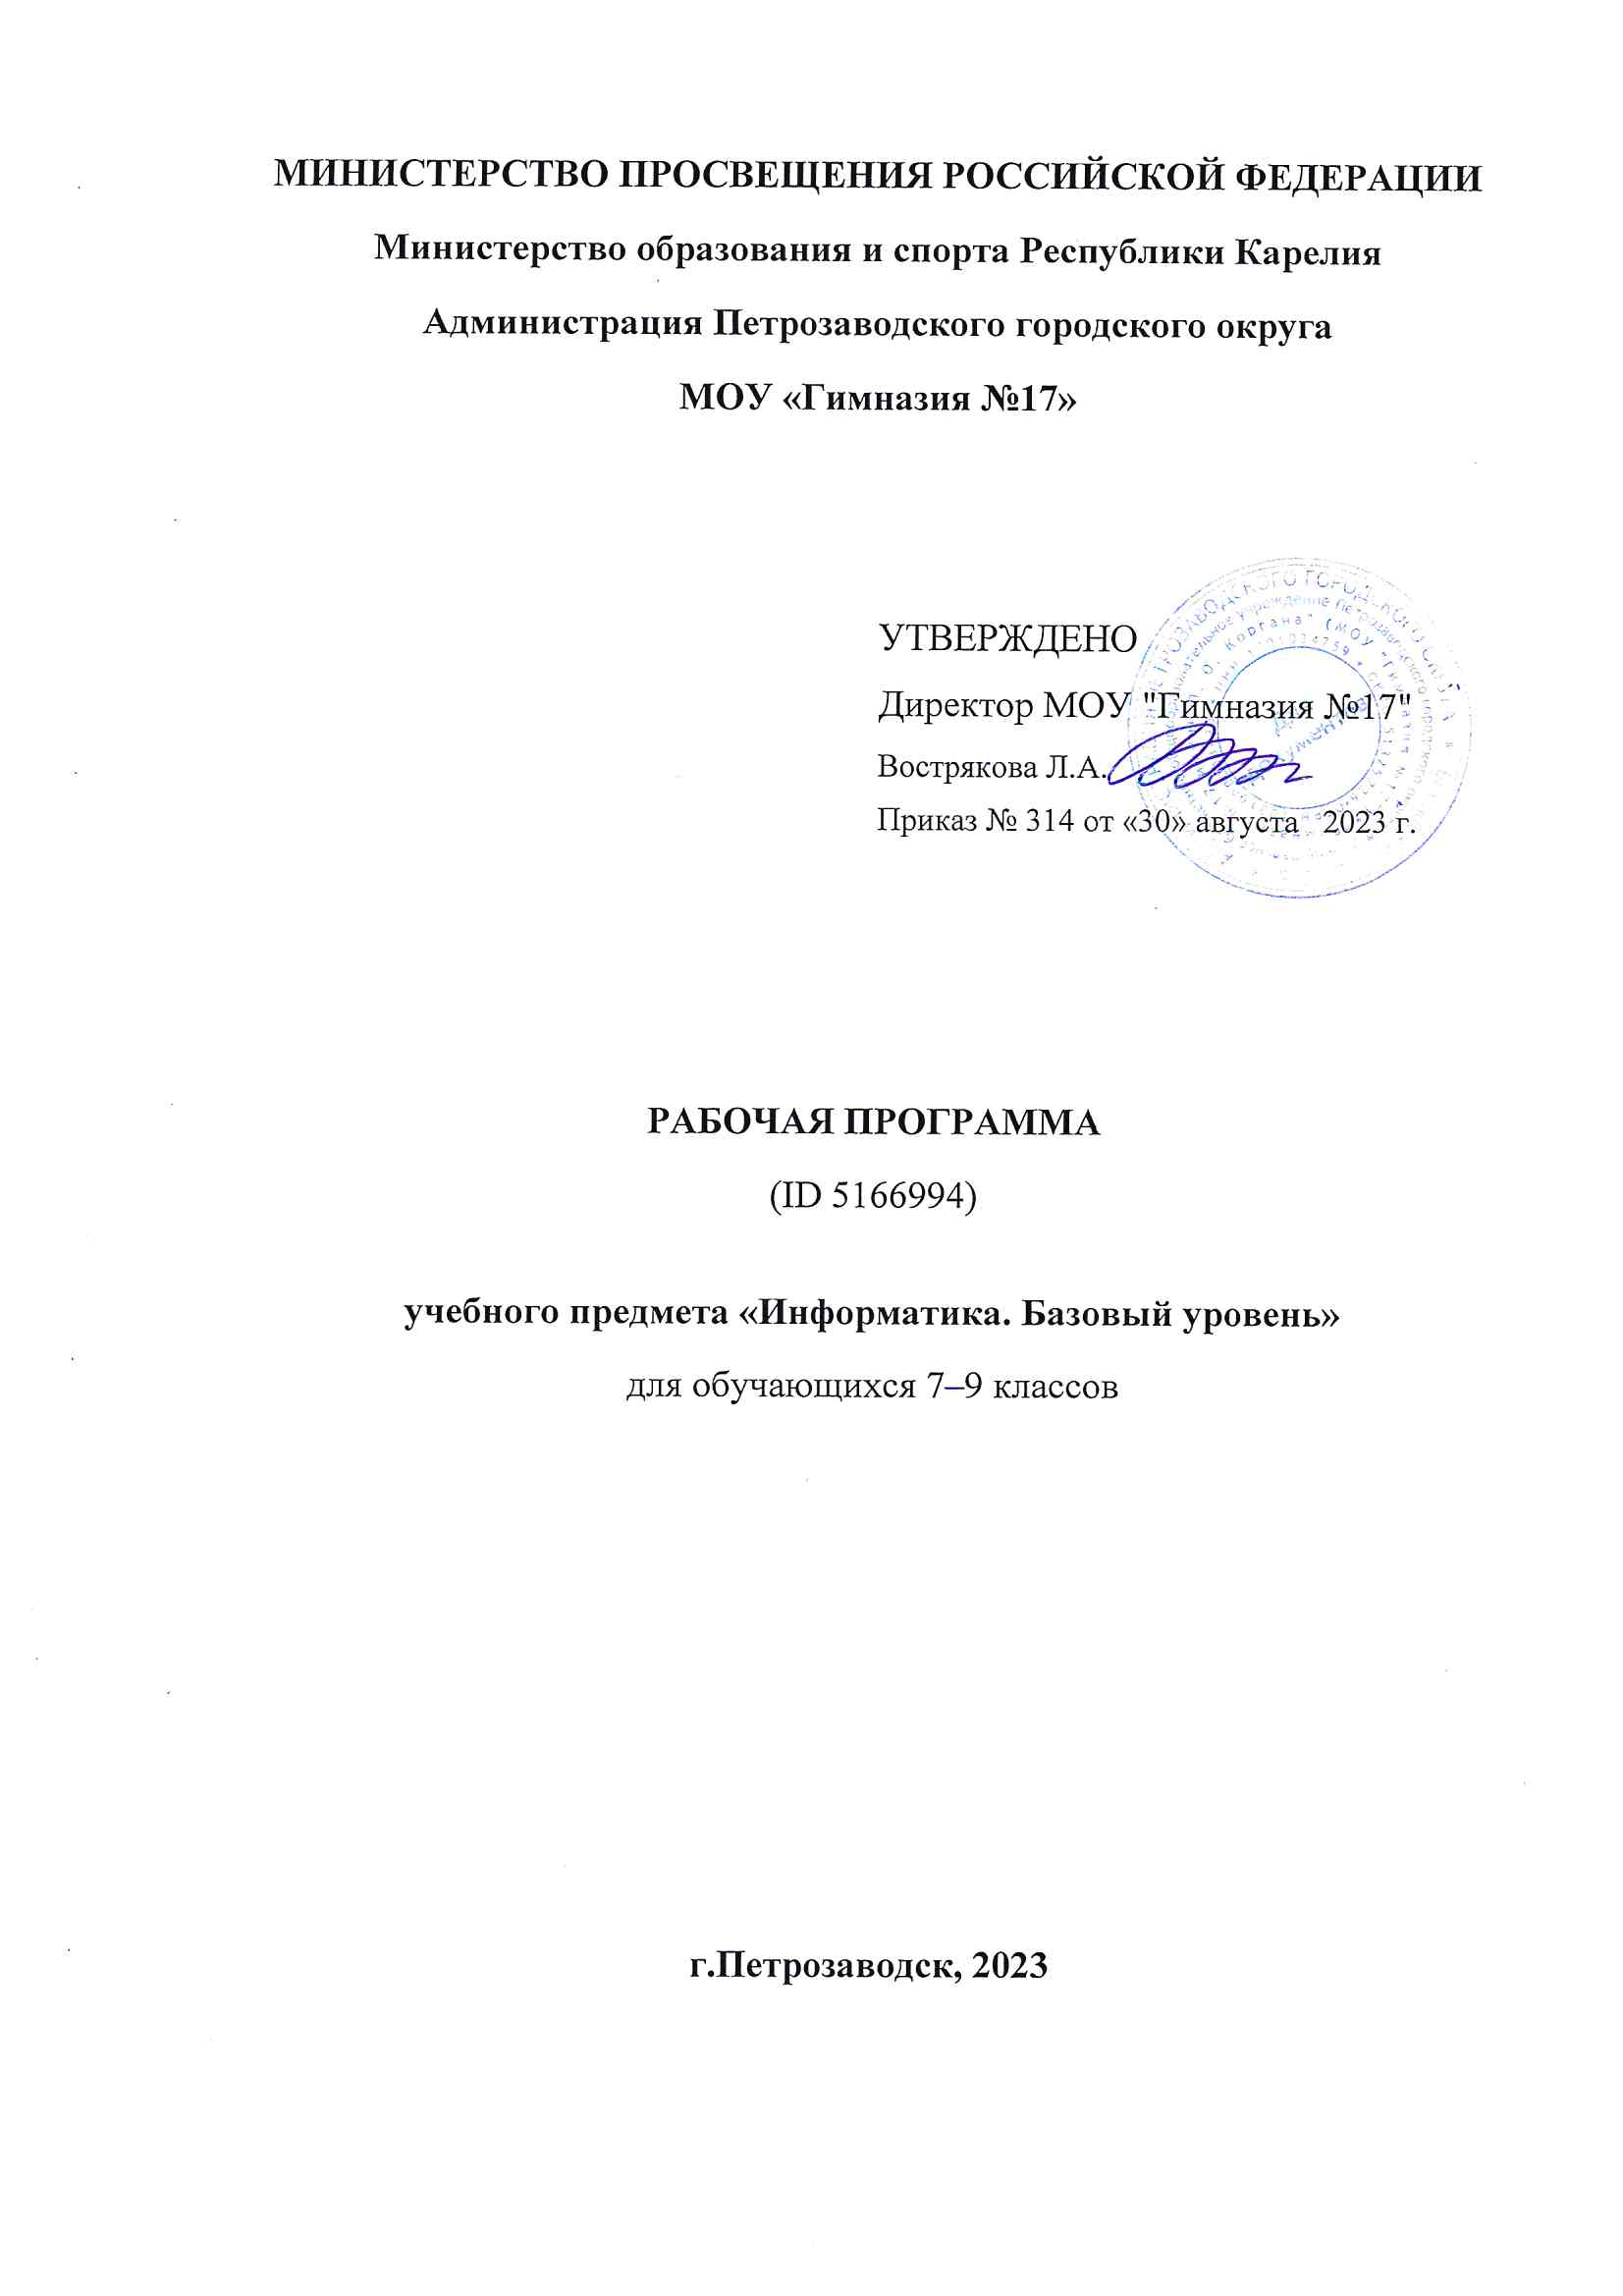 МИНИСТЕРСТВО ПРОСВЕЩЕНИЯ РОССИЙСКОЙ ФЕДЕРАЦИИ
Министерство образования и спорта Республики Карелия
Администрация Петрозаводского городского округа
МОУ «Гимназия №17»
УТВЕРЖДЕНО
Директор МОУ "Гимназия №17"
Вострякова Л.А.
Приказ № 314 от «30» августа 2023 г.
РАБОЧАЯ ПРОГРАММА
(ID 5166994)
учебного предмета «Информатика. Базовый уровень»
для обучающихся 7–9 классов
г.Петрозаводск, 2023